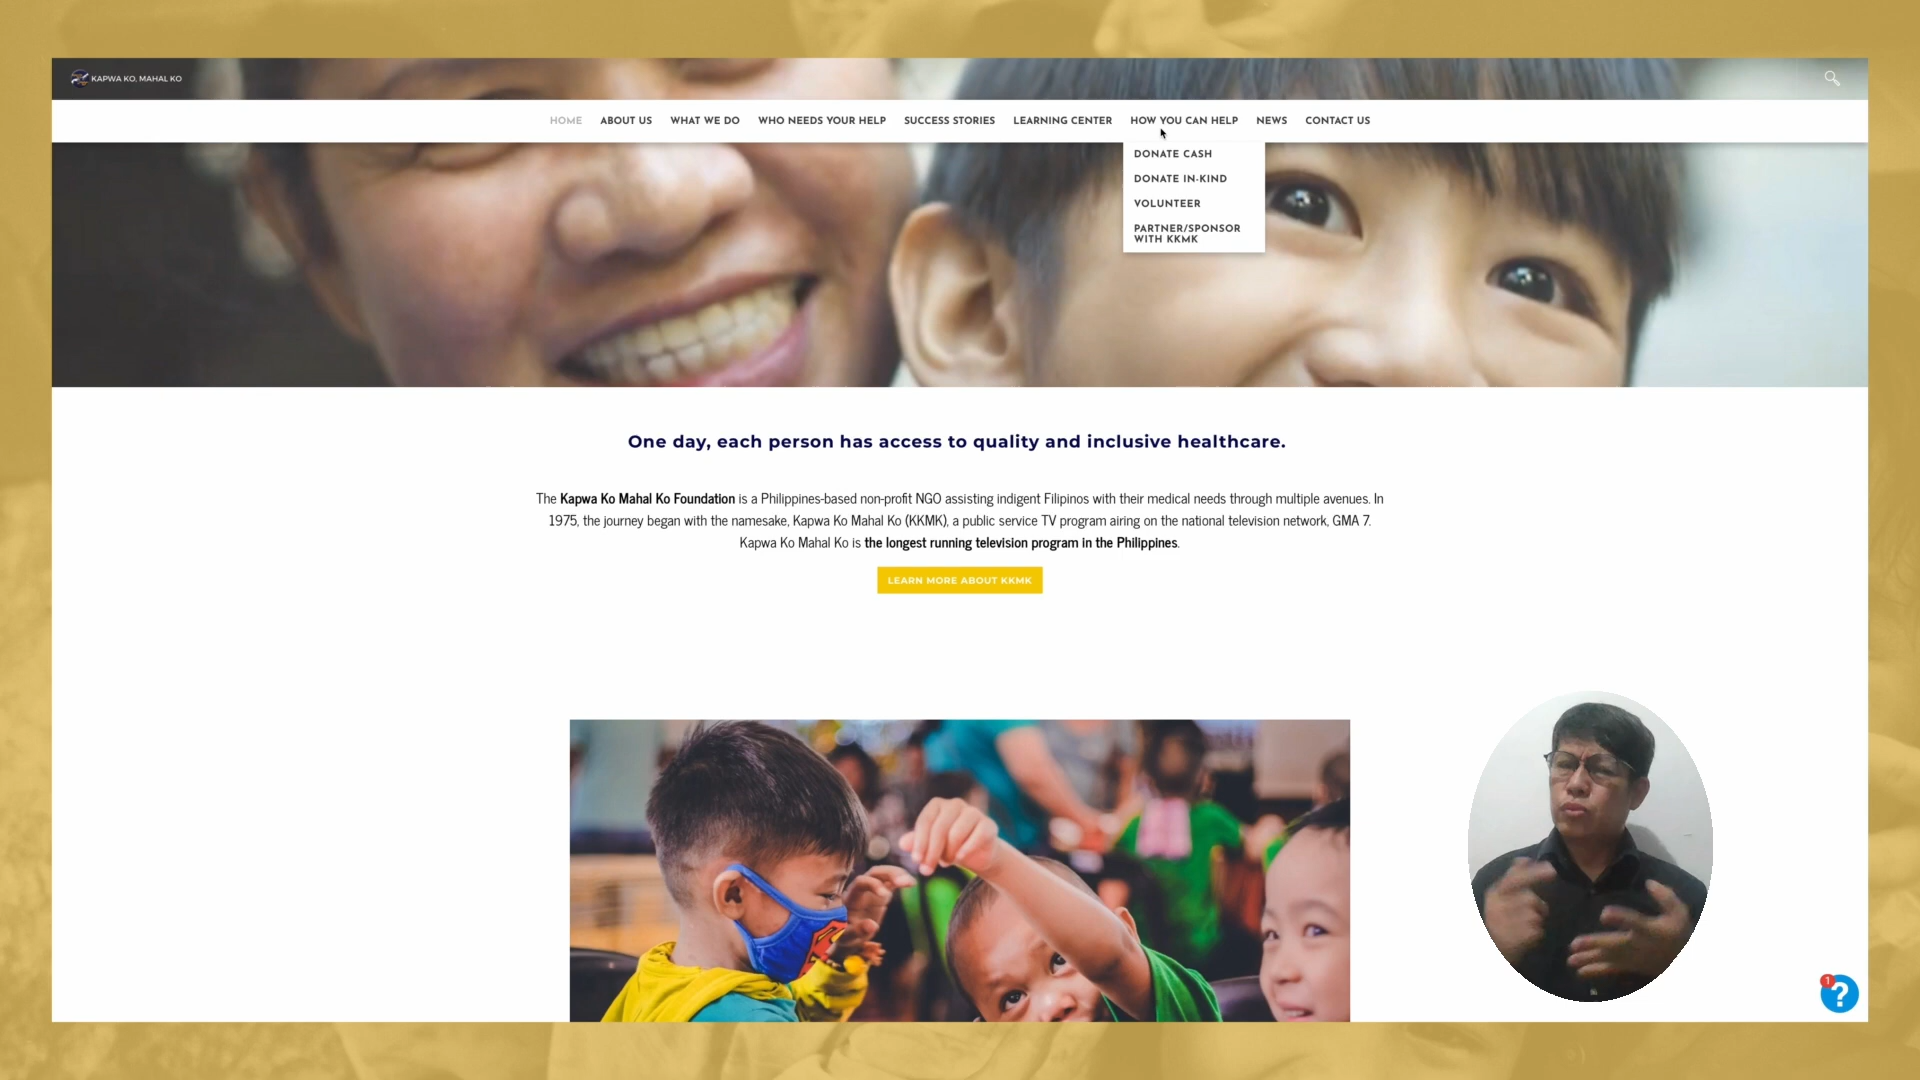 KAPWA KO, MAHAL KO
HOME ABOUT US WHAT WE DO WHO NEEDS YOUR HELP SUCCESS STORIES LEARNING CENTER HOW YOU CAN HELP NEWS CONTACT US
DONATE CASH
DONATE IN-KIND
VOLUNTEER
PARTNER/SPONSOR
WITH KKMK
One day, each person has access to quality and inclusive healthcare.
The Kapwa Ko Mahal Ko Foundation is a Philippines-based non-profit NGO assisting indigent Filipinos with their medical needs through multiple avenues. In
1975, the journey began with the namesake, Kapwa Ko Mahal Ko (KKMK), a public service TV program airing on the national television network, GMA 7.
Kapwa Ko Mahal Ko is the longest running television program in the Philippines.
LEARN MORE ABOUT KKMK
1
?